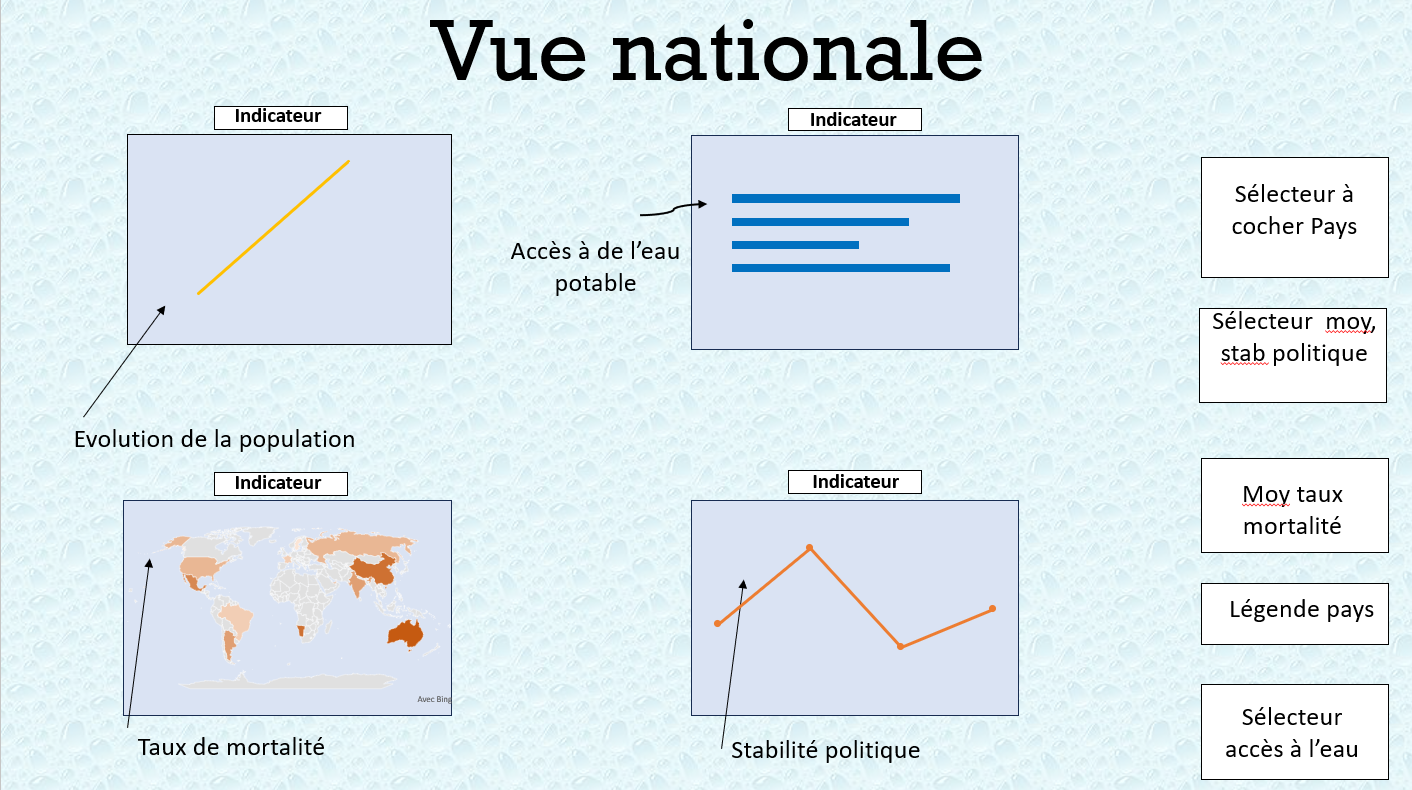 Vue nationale
Indicateur
Indicateur
Accès à de l’eau
potable
Evolution de la population
Indicateur
Indicateur
Avec Bing
Taux de mortalité
Stabilité politique
Sélecteur à
cocher Pays
Sélecteur  moy,
stab politique
Moy taux
mortalité
Légende pays
Sélecteur
accès à l’eau